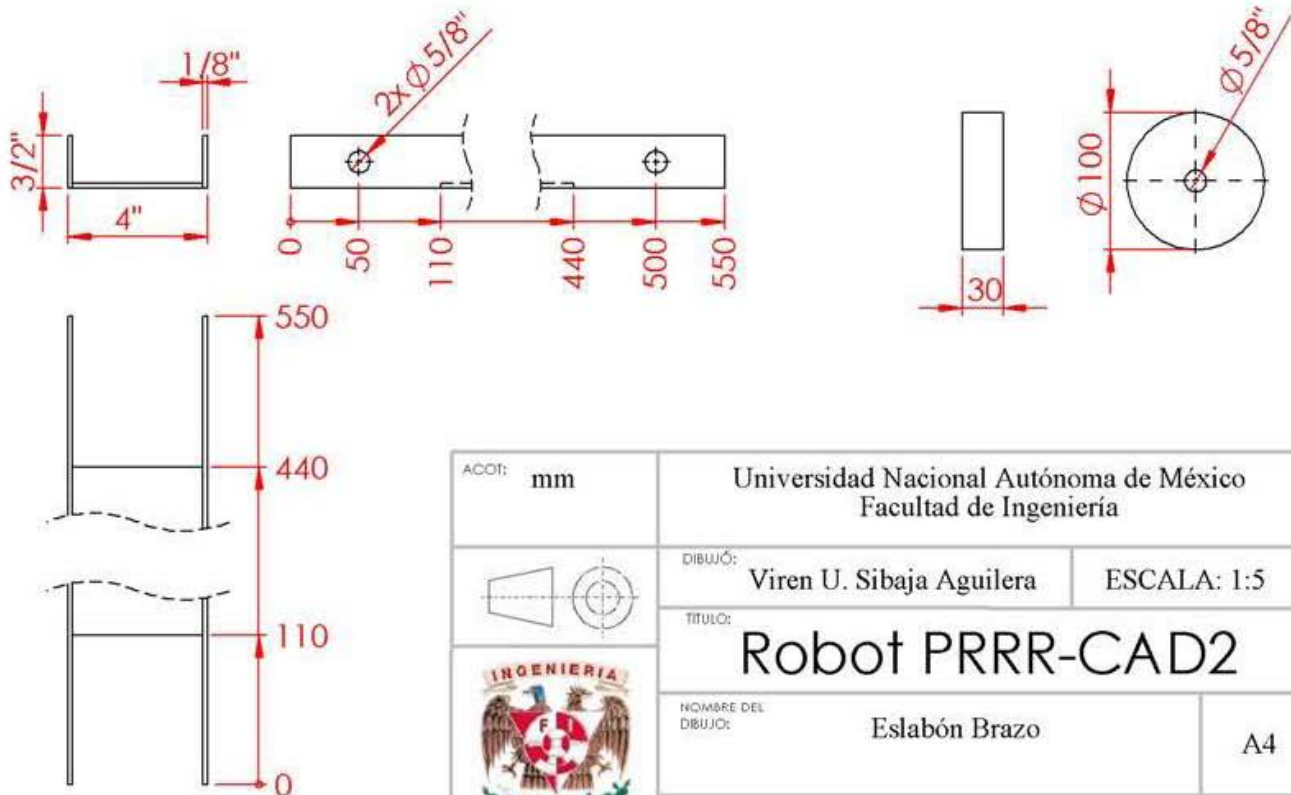 1/8"
3/2"
4"
2x Ø 5/8"
0
50
110
440
500
550
Ø 5/8"
Ø 100
30
550
440
110
0
ACOT: mm
Universidad Nacional Autónoma de México
Facultad de Ingeniería
DIBUJÓ: Viren U. Sibaja Aguilera
ESCALA: 1:5
TITULO:
Robot PRRR-CAD2
INGENIERIA
F I
NOMBRE DEL
DIBUJO:
Eslabón Brazo
A4